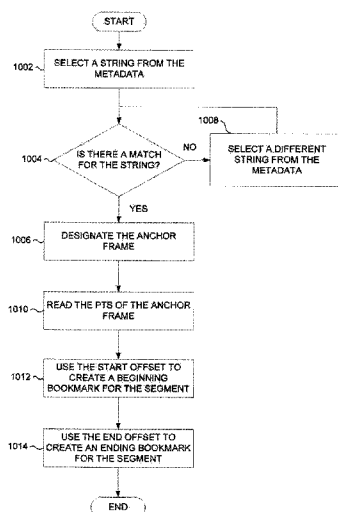 START
1002
SELECT A STRING FROM THE
METADATA
1008
1004
IS THERE A MATCH
FOR THE STRING?
NO
SELECT A DIFFERENT
STRING FROM THE
METADATA
YES
1006
DESIGNATE THE ANCHOR
FRAME
1010
READ THE PTS OF THE ANCHOR
FRAME
1012
USE THE START OFFSET TO
CREATE A BEGINNING
BOOKMARK FOR THE SEGMENT
1014
USE THE END OFFSET TO
CREATE AN ENDING BOOKMARK
FOR THE SEGMENT
END